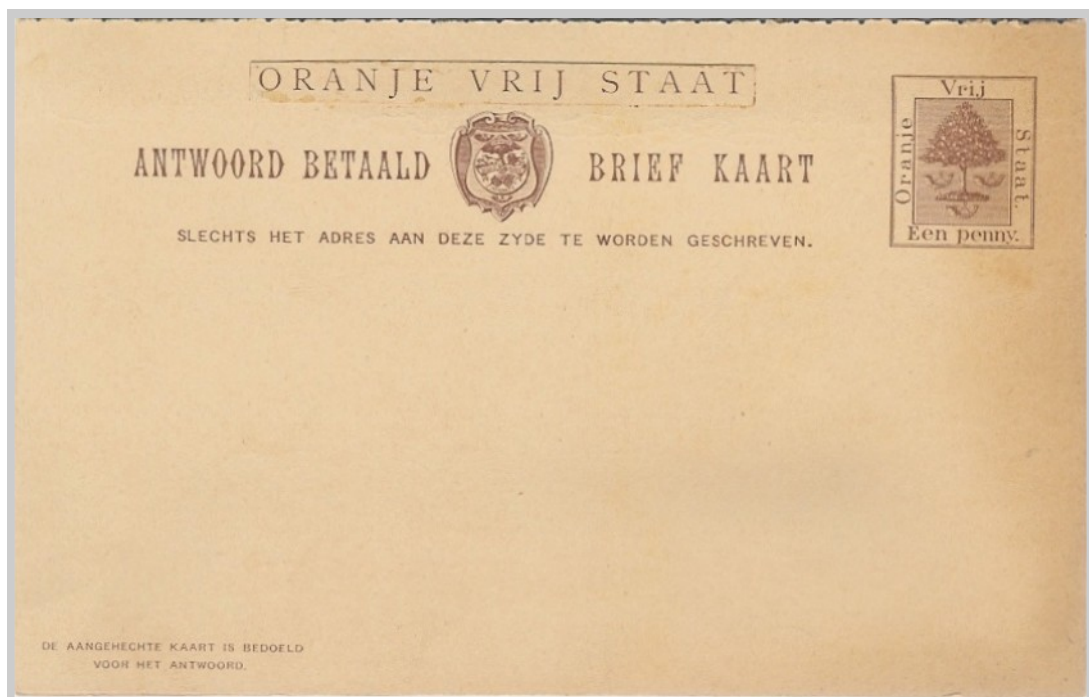 ORANJE VRIJ STAAT
ANTWOORD BETAALD BRIEF KAART
SLECHTS HET ADRES AAN DEZE ZYDE TE WORDEN GESCHREVEN.
Vrij
Oranje
Staat.
Een penny.
DE AANGEHECHTE KAART IS BEDOELD
VOOR HET ANTWOORD.